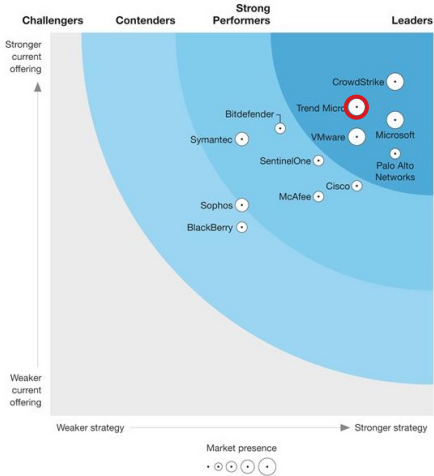 Challengers
Contenders
Strong
Performers
Leaders
Stronger
current
offering
CrowdStrike
Trend Micro
Bitdefender
Microsoft
VMware
Symantec
Palo Alto
Networks
SentinelOne
Cisco
McAfee
Sophos
BlackBerry
Weaker
current
offering
Weaker strategy
Stronger strategy
Market presence